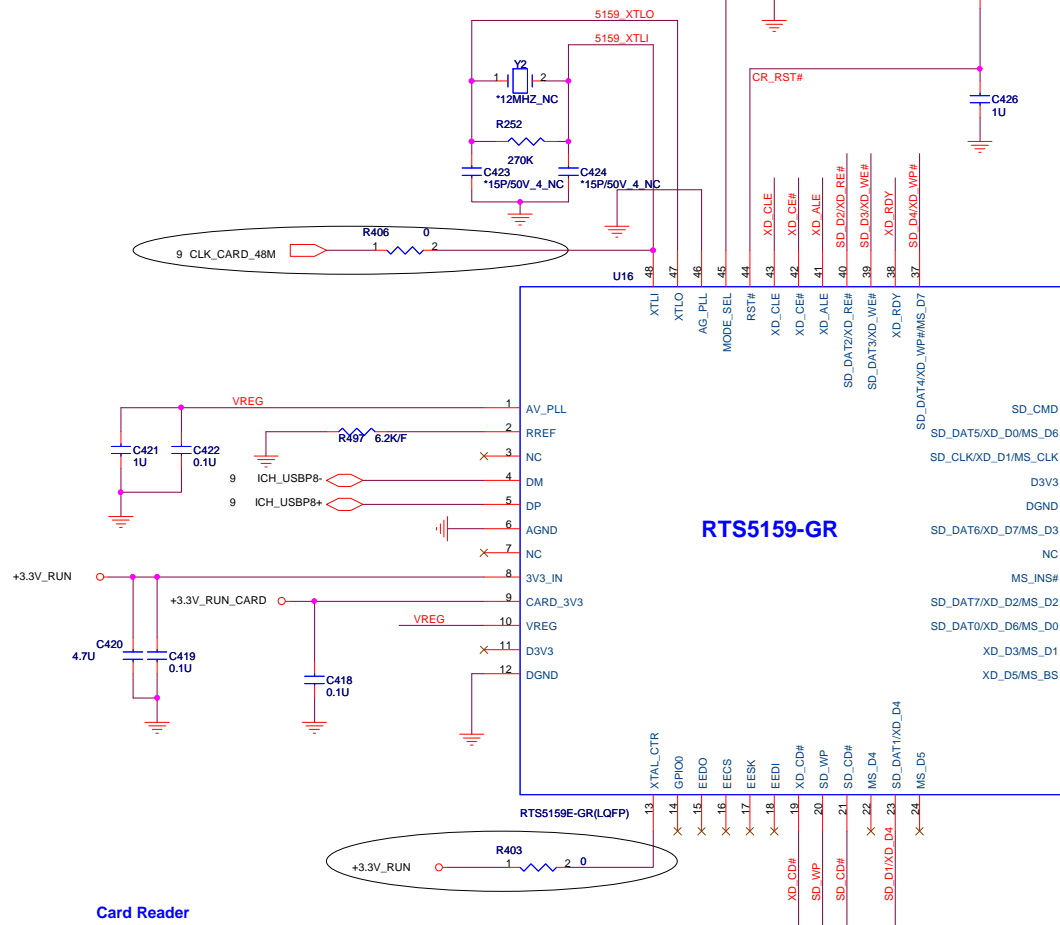 5159_XTLO
5159_XTLI
Y2
1 2
*12MHZ_NC
R252
270K
C423
*15P/50V_4_NC
C424
*15P/50V_4_NC
CR_RST#
C426
1U
R406 0
1 2
9 CLK_CARD_48M
XD_CLE
XD_CE#
XD_ALE
SD_D2/XD_RE#
SD_D3/XD_WE#
XD_RDY
SD_D4/XD_WP#
U16
48 47 46 45 44 43 42 41 40 39 38 37
XTLI
XTLO
AG_PLL
MODE_SEL
RST#
XD_CLE
XD_CE#
XD_ALE
SD_DAT2/XD_RE#
SD_DAT3/XD_WE#
XD_RDY
SD_DAT4/XD_WP#/MS_D7
VREG
1 AV_PLL
2 RREF
3 NC
4 DM
5 DP
6 AGND
7 NC
8 3V3_IN
9 CARD_3V3
10 VREG
11 D3V3
12 DGND
C421
1U
C422
0.1U
R497 6.2K/F
9 ICH_USBP8-
9 ICH_USBP8+
+3.3V_RUN
+3.3V_RUN_CARD
VREG
C420
4.7U
C419
0.1U
C418
0.1U
RTS5159-GR
SD_CMD
SD_DAT5/XD_D0/MS_D6
SD_CLK/XD_D1/MS_CLK
D3V3
DGND
SD_DAT6/XD_D7/MS_D3
NC
MS_INS#
SD_DAT7/XD_D2/MS_D2
SD_DAT0/XD_D6/MS_D0
XD_D3/MS_D1
XD_D5/MS_BS
XTAL_CTR
GPIO0
EEDO
EECS
EESK
EEDI
XD_CD#
SD_WP
SD_CD#
MS_D4
SD_DAT1/XD_D4
MS_D5
RTS5159E-GR(LQFP)
13 14 15 16 17 18 19 20 21 22 23 24
R403
+3.3V_RUN
1 2 0
XD_CD#
SD_WP
SD_CD#
SD_D1/XD_D4
Card Reader